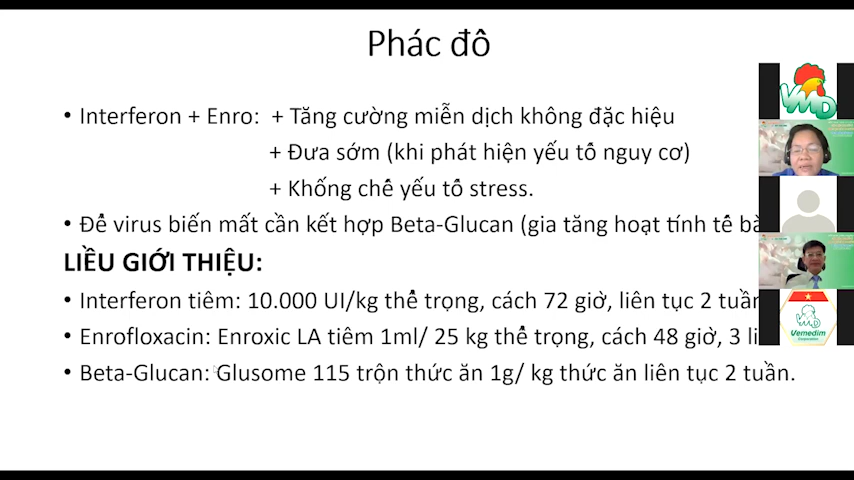 Phác đồ
• Interferon + Enro: + Tăng cường miễn dịch không đặc hiệu
+ Đưa sớm (khi phát hiện yếu tố nguy cơ)
+ Khống chế yếu tố stress.
• Để virus biến mất cần kết hợp Beta-Glucan (gia tăng hoạt tính tế
LIỀU GIỚI THIỆU:
• Interferon tiêm: 10.000 UI/kg thể trọng, cách 72 giờ, liên tục 2 tuần
• Enrofloxacin: Enroxic LA tiêm 1ml/ 25 kg thể trọng, cách 48 giờ, 3
• Beta-Glucan: Glusome 115 trộn thức ăn 1g/ kg thức ăn liên tục 2 tuần.
VMD
Vemedim
Corporation